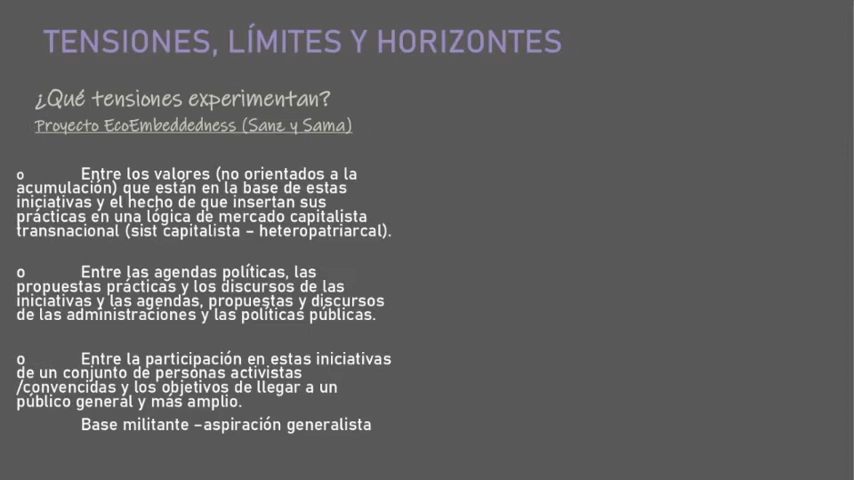 TENSIONES, LÍMITES Y HORIZONTES
¿Qué tensiones experimentan?
Proyecto EcoEmbeddedness (Sanz y Sama)
o Entre los valores (no orientados a la
acumulación) que están en la base de estas
iniciativas y el hecho de que insertan sus
prácticas en una lógica de mercado capitalista
transnacional (sist capitalista – heteropatriarcal).
o Entre las agendas políticas, las
propuestas prácticas y los discursos de las
iniciativas y las agendas, propuestas y discursos
de las administraciones y las políticas públicas.
o Entre la participación en estas iniciativas
de un conjunto de personas activistas
/convencidas y los objetivos de llegar a un
público general y más amplio.
Base militante –aspiración generalista